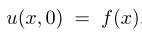 u(x, 0) = f(x).